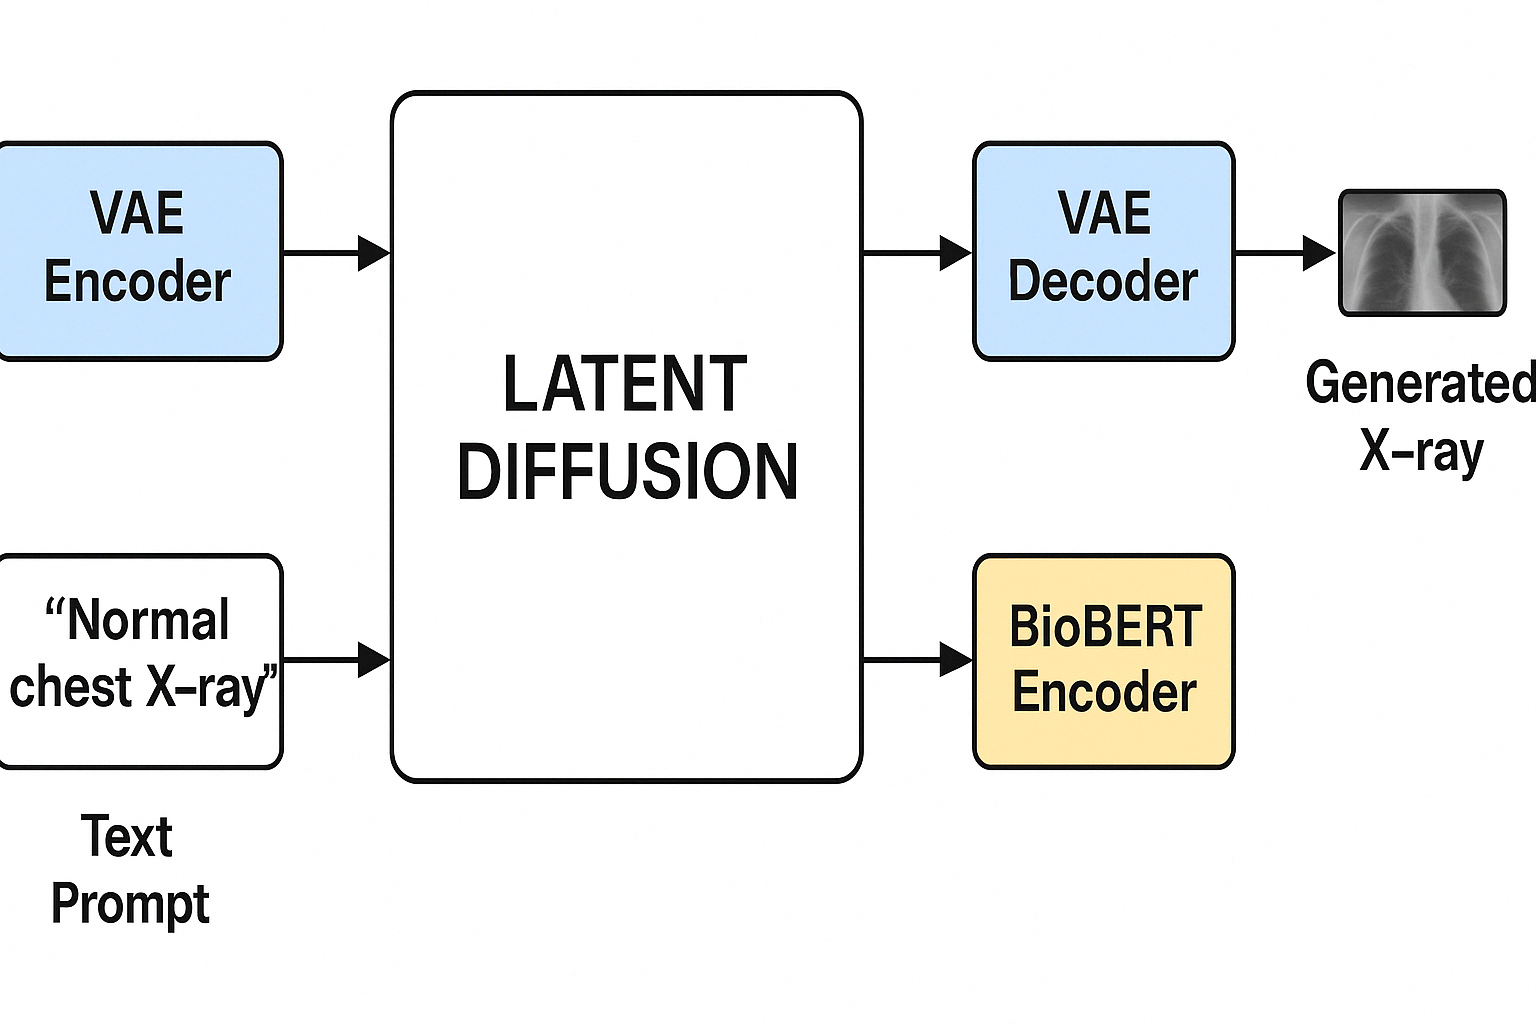 VAE
Encoder
LATENT
DIFFUSION
VAE
Decoder
Generated
X-ray
“Normal
chest X-ray”
Text
Prompt
BioBERT
Encoder